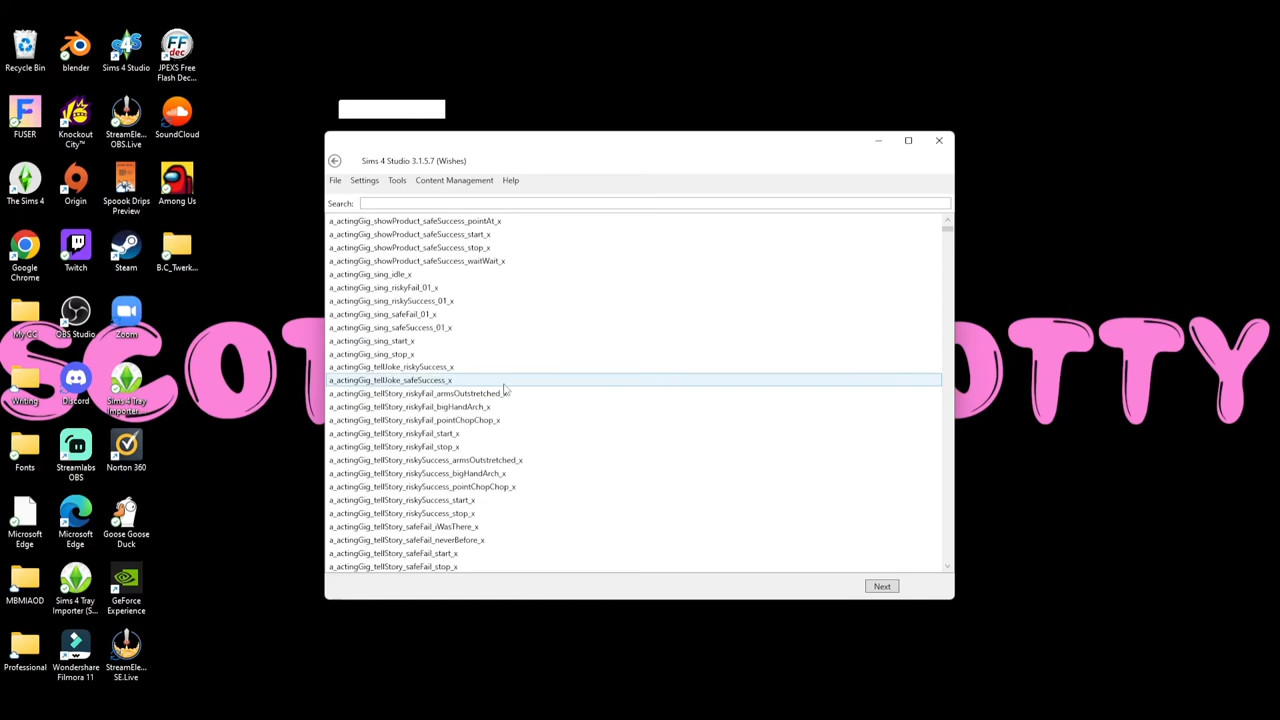 Recycle Bin
blender
Sims 4 Studio
JPEXS Free
Flash Dec...
FUSER
Knockout
City™
StreamEle...
OBS.Live
SoundCloud
The Sims 4
Origin
Spoook Drips
Preview
Among Us
Google
Chrome
Twitch
Steam
B.C_Twerk...
My CC
OBS Studio
Zoom
Writing
Discord
Sims 4 Tray
Importer...
Fonts
Streamlabs
OBS
Norton 360
Microsoft
Edge
Microsoft
Edge
Goose Goose
Duck
MBMIAOD
Sims 4 Tray
Importer (S...
GeForce
Experience
Professional
Wondershare
Filmora 11
StreamEle...
SE.Live
Sims 4 Studio 3.1.5.7 (Wishes)
File Settings Tools Content Management Help
Search:
a_actingGig_showProduct_safeSuccess_pointAt_x
a_actingGig_showProduct_safeSuccess_start_x
a_actingGig_showProduct_safeSuccess_stop_x
a_actingGig_showProduct_safeSuccess_waitWait_x
a_actingGig_sing_idle_x
a_actingGig_sing_riskyFail_01_x
a_actingGig_sing_riskySuccess_01_x
a_actingGig_sing_safeFail_01_x
a_actingGig_sing_safeSuccess_01_x
a_actingGig_sing_start_x
a_actingGig_sing_stop_x
a_actingGig_tellJoke_riskySuccess_x
a_actingGig_tellJoke_safeSuccess_x
a_actingGig_tellStory_riskyFail_armsOutstretched_x
a_actingGig_tellStory_riskyFail_bigHandArch_x
a_actingGig_tellStory_riskyFail_pointChopChop_x
a_actingGig_tellStory_riskyFail_start_x
a_actingGig_tellStory_riskyFail_stop_x
a_actingGig_tellStory_riskySuccess_armsOutstretched_x
a_actingGig_tellStory_riskySuccess_bigHandArch_x
a_actingGig_tellStory_riskySuccess_pointChopChop_x
a_actingGig_tellStory_riskySuccess_start_x
a_actingGig_tellStory_riskySuccess_stop_x
a_actingGig_tellStory_safeFail_iWasThere_x
a_actingGig_tellStory_safeFail_neverBefore_x
a_actingGig_tellStory_safeFail_start_x
a_actingGig_tellStory_safeFail_stop_x
Next
SCOT OTTY